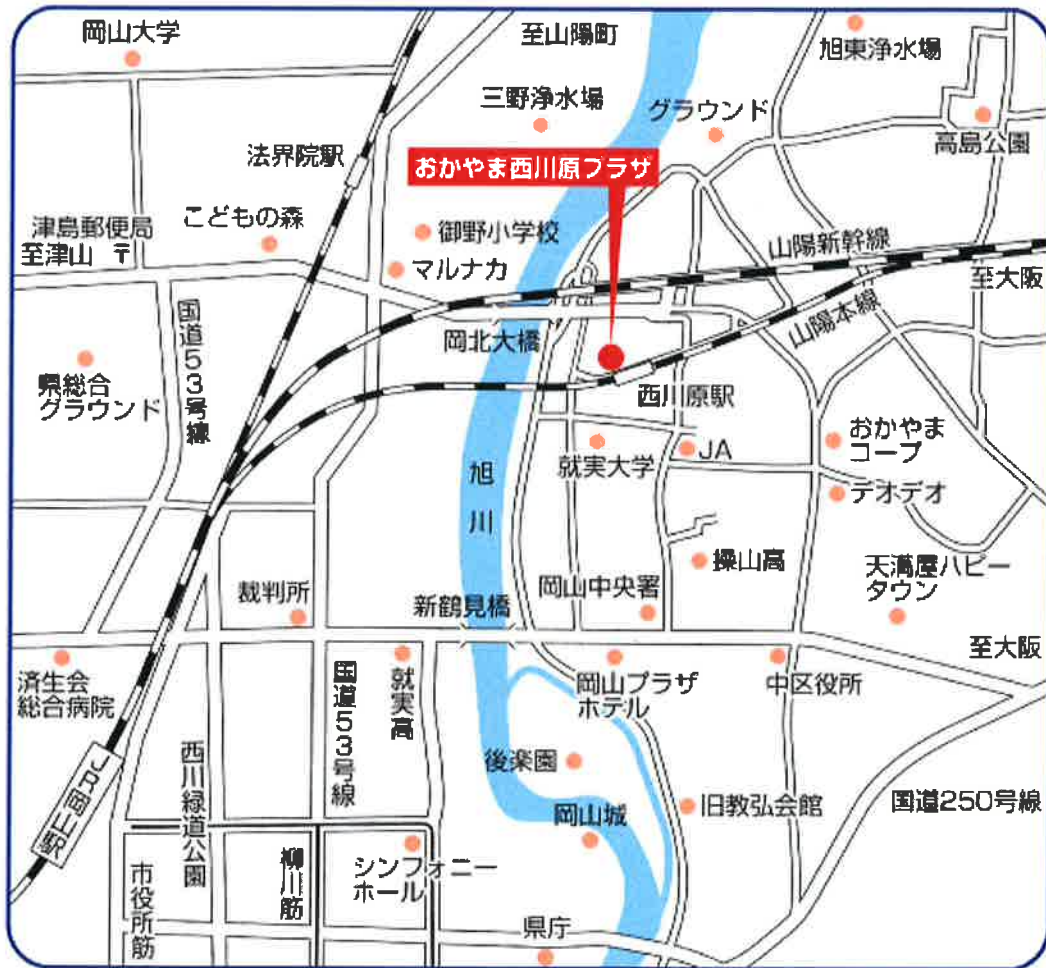 岡山大学
至山陽町
旭東浄水場
三野浄水場
グラウンド
高島公園
法界院駅
おかやま西川原プラザ
津島郵便局
至津山 〒
こどもの森
御野小学校
マルナカ
山陽新幹線
至大阪
国道53号線
岡北大橋
山陽本線
県総合
グラウンド
西川原駅
おかやま
コープ
就実大学
JA
旭川
デオデオ
操山高
天満屋ハピー
タウン
裁判所
新鶴見橋
岡山中央署
至大阪
済生会
総合病院
国道53号線
就実高
岡山プラザ
ホテル
中区役所
JR岡山駅
西川緑道公園
後楽園
岡山城
旧教弘会館
国道250号線
市役所筋
柳川筋
シンフォニー
ホール
県庁